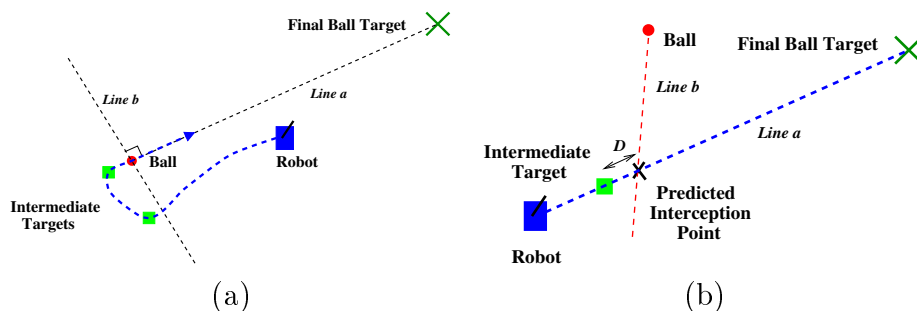 Final Ball Target
Line b
Line a
Ball
Robot
Intermediate
Targets
(a)
Ball
Final Ball Target
Line b
Line a
D
Intermediate
Target
Predicted
Interception
Point
Robot
(b)